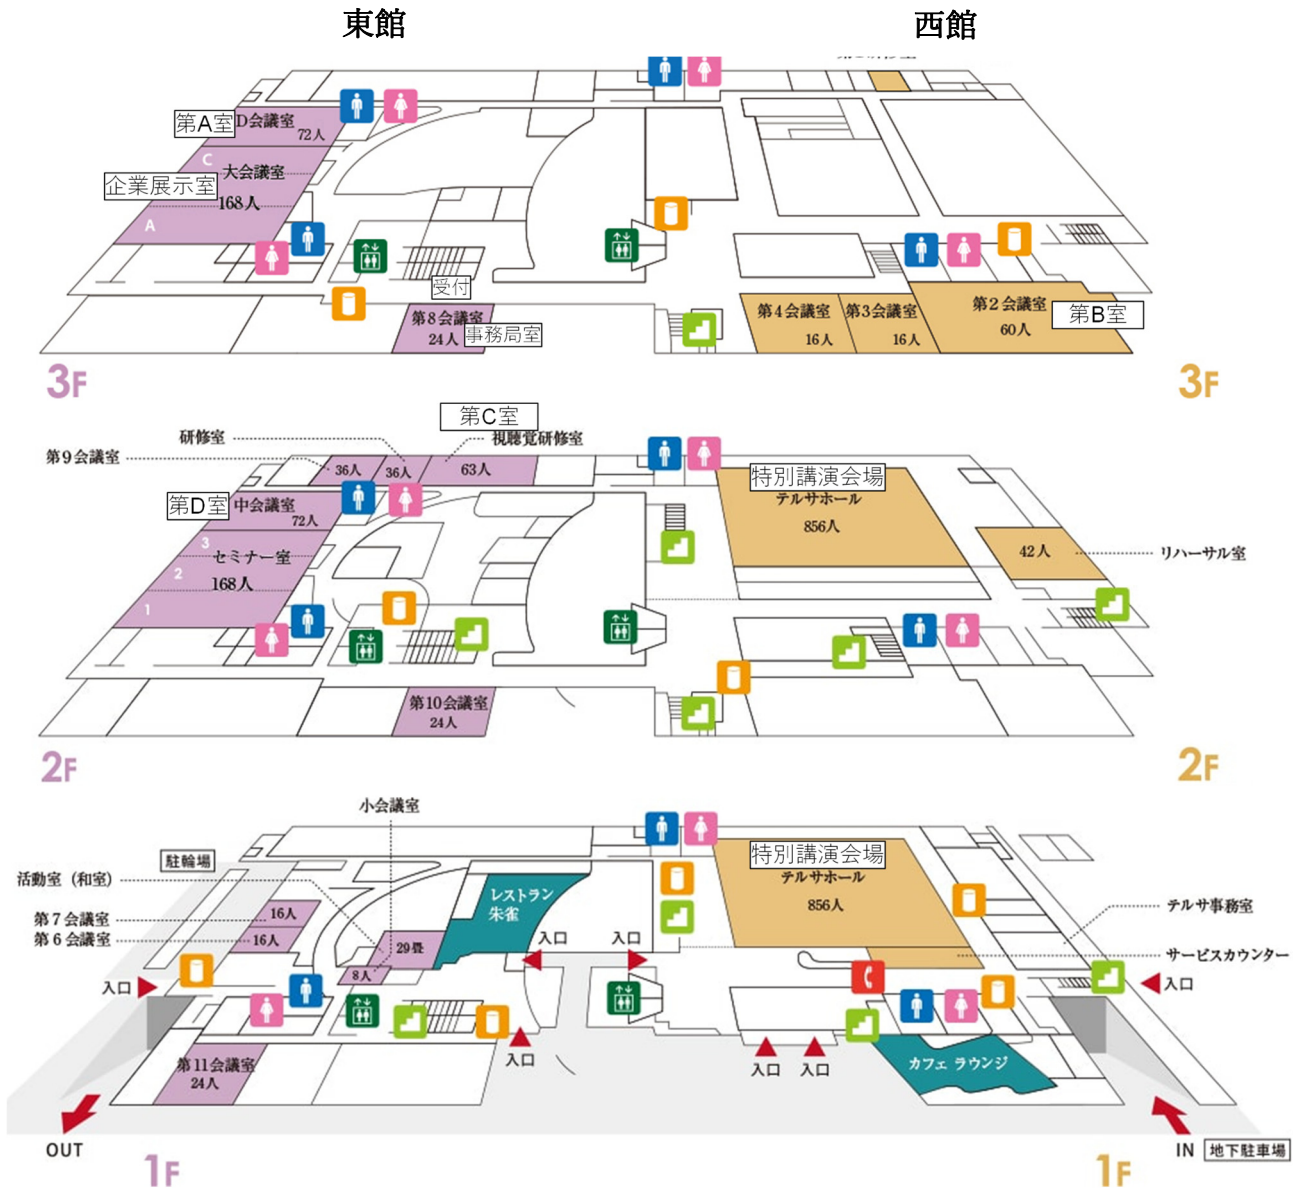 東館
西館
第A室
D会議室
72人
C
大会議室
企業展示室
168人
A
受付
第8会議室
24人
事務局室
第4会議室
16人
第3会議室
16人
第2会議室
60人
第B室
3F
3F
第C室
研修室
視聴覚研修室
第9会議室
36人
36人
63人
第D室
中会議室
72人
3
セミナー室
2
168人
1
特別講演会場
テルサホール
856人
42人
リハーサル室
第10会議室
24人
2F
2F
小会議室
駐輪場
活動室（和室）
第7会議室
16人
第6会議室
16人
29畳
8人
レストラン
朱雀
入口
入口
特別講演会場
テルサホール
856人
テルサ事務室
サービスカウンター
入口
入口
第11会議室
24人
入口
入口
入口
カフェ ラウンジ
OUT
IN
地下駐車場
1F
1F